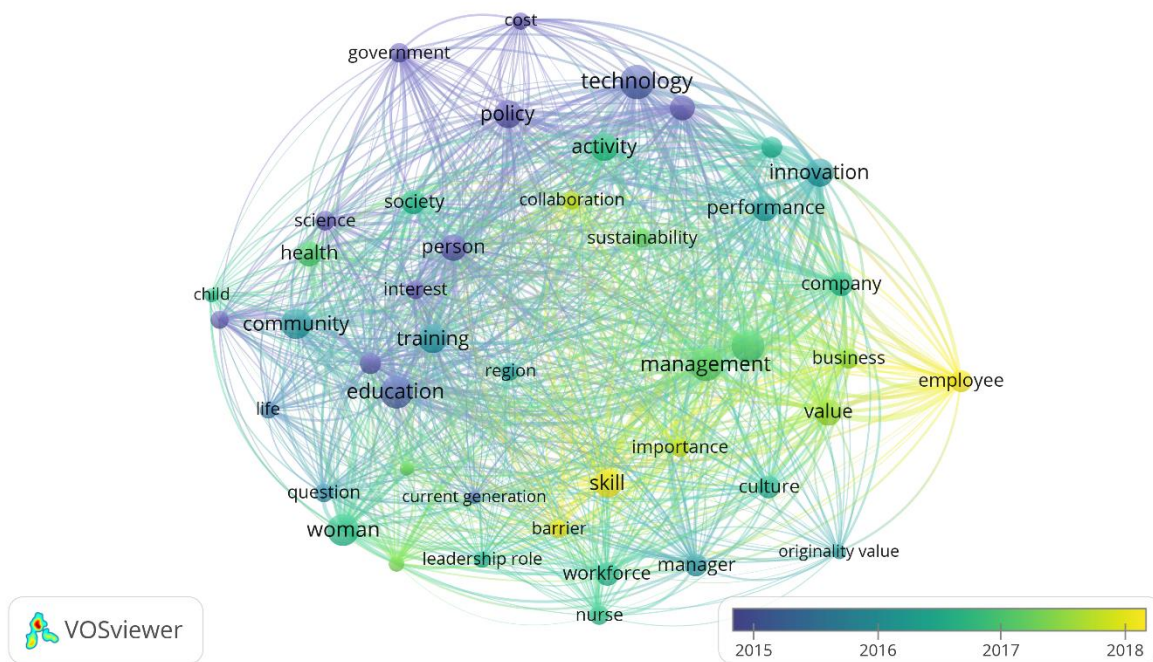 cost
government
technology
policy
activity
innovation
collaboration
society
performance
science
person
sustainability
health
interest
child
company
community
training
management
business
region
employee
education
life
value
importance
skill
culture
question
current generation
woman
barrier
originality value
leadership role
manager
workforce
nurse
VOSviewer
2015 2016 2017 2018